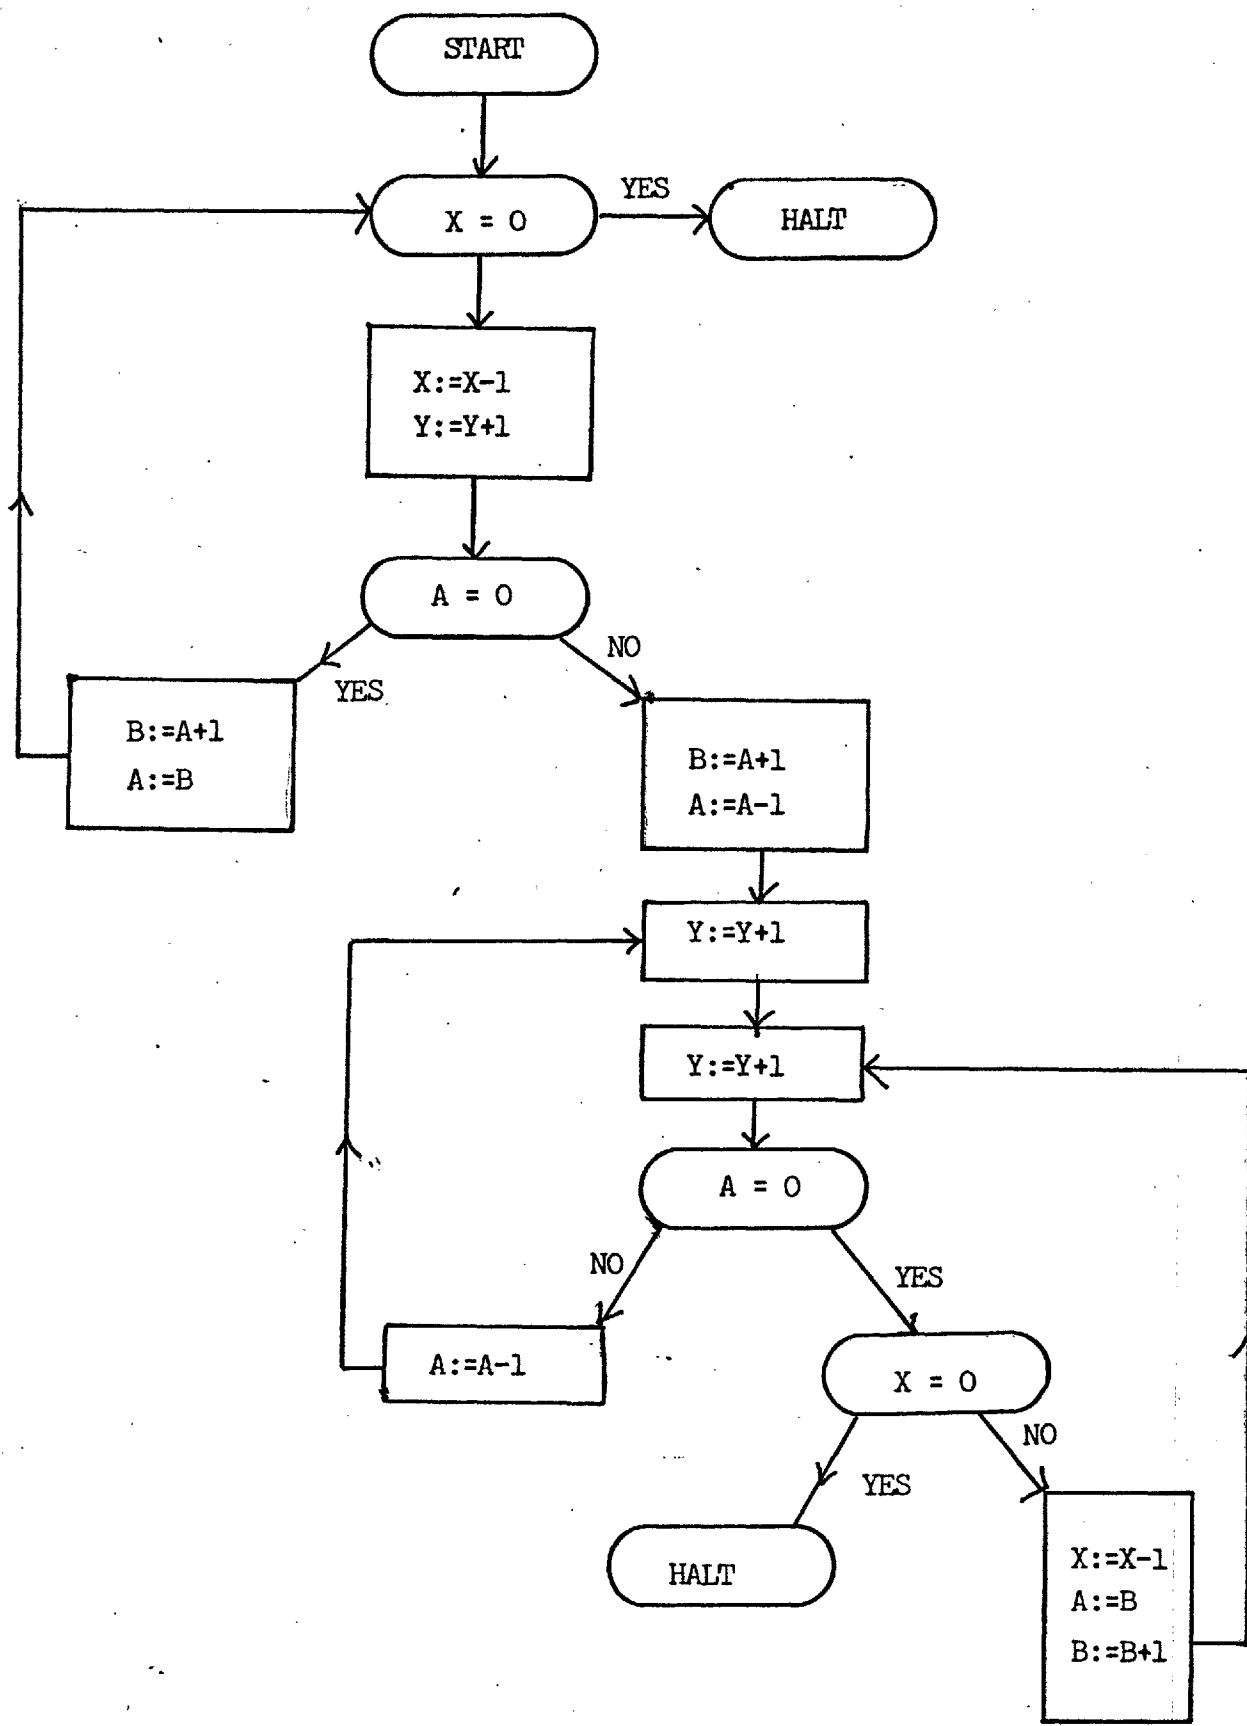 START
X = 0
YES
HALT
X:=X-1
Y:=Y+1
A = 0
YES
NO
B:=A+1
A:=B
B:=A+1
A:=A-1
Y:=Y+1
Y:=Y+1
A = 0
NO
YES
A:=A-1
X = 0
YES
NO
HALT
X:=X-1
A:=B
B:=B+1